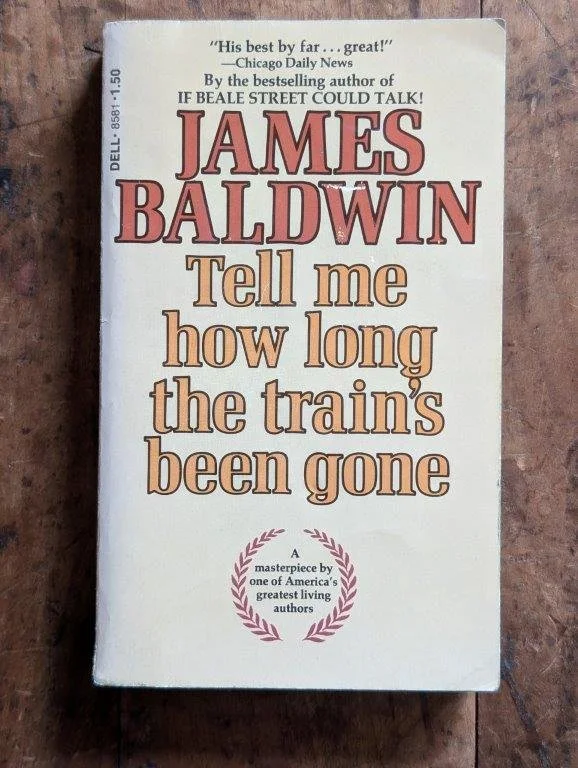 "His best by far...great!"
—Chicago Daily News
By the bestselling author of
IF BEALE STREET COULD TALK!
DELL • 8581 • 1.50
JAMES
BALDWIN
Tell me
how long
the train's
been gone
A
masterpiece by
one of America's
greatest living
authors